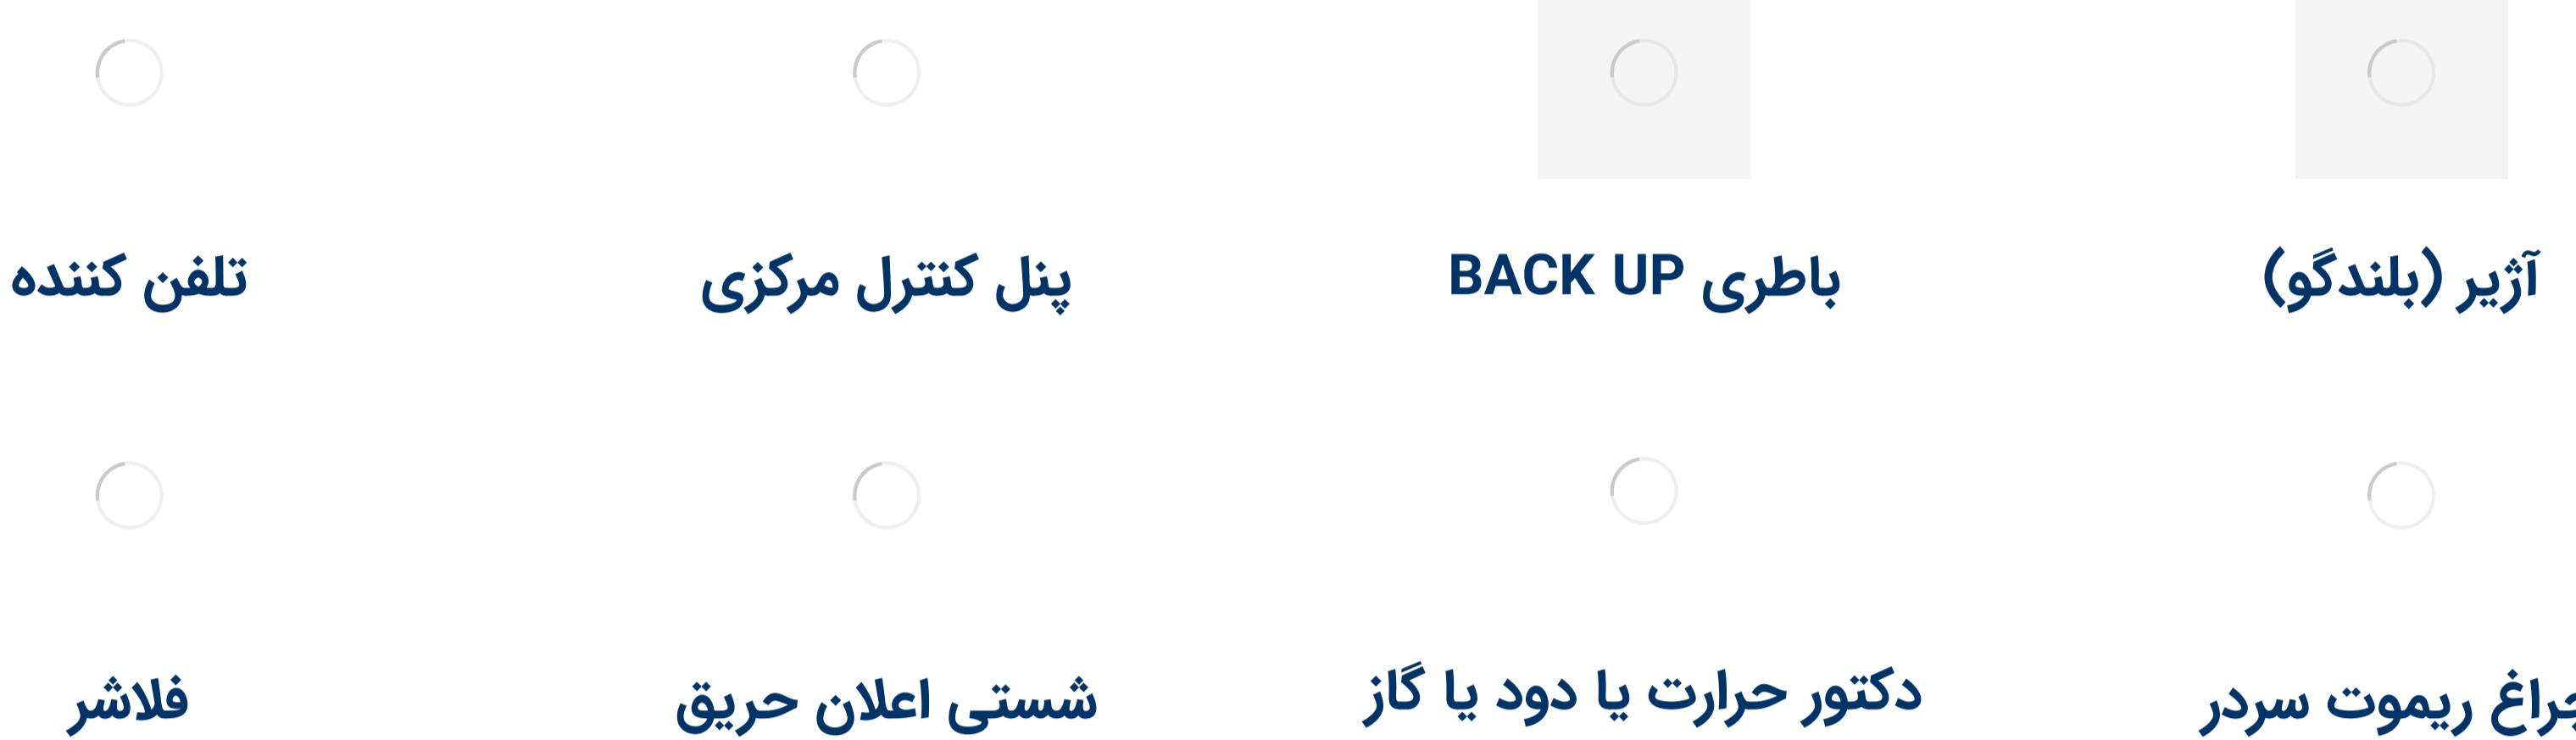 آژیر (بلندگو)
باطری BACK UP
پنل کنترل مرکزی
تلفن کننده
ریموت سردر
دکتور حرارت یا دود یا گاز
شستی اعلان حریق
فلاشر